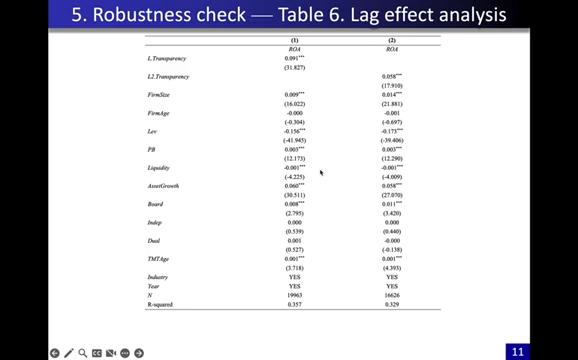 5. Robustness check — Table 6. Lag effect analysis
(1) (2)
ROA ROA
L.Transparency 0.091***
(31.827)
L2.Transparency 0.058***
(17.910)
FirmSize 0.009*** 0.014***
(16.022) (21.881)
FirmAge -0.000 -0.001
(-0.304) (-0.697)
Lev -0.156*** -0.173***
(-41.945) (-39.406)
PB 0.003*** 0.003***
(12.173) (12.290)
Liquidity -0.001*** -0.001***
(-4.225) (-4.009)
AssetGrowth 0.060*** 0.058***
(30.511) (27.070)
Board 0.008*** 0.011***
(2.795) (3.420)
Indep 0.000 0.000
(0.539) (0.440)
Dual 0.001 -0.000
(0.527) (-0.138)
TMTAge 0.001*** 0.001***
(3.718) (4.393)
Industry YES YES
Year YES YES
N 19963 16626
R-squared 0.357 0.329
11